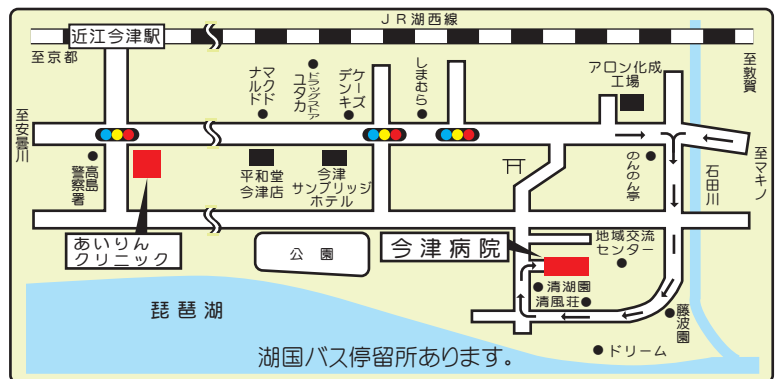 JR湖西線
近江今津駅
至京都
至敦賀
マクド
ナルド
ドラッグストア
ユタカ
ケーズ
デンキ
しまむら
アロン化成
工場
至安曇川
高島
警察署
平和堂
今津店
今津
サンブリッジ
ホテル
のんのん亭
石田川
至マキノ
あいりん
クリニック
公園
今津病院
地域交流
センター
清湖園
清風荘
藤波園
琵琶湖
ドリーム
湖国バス停留所あります。